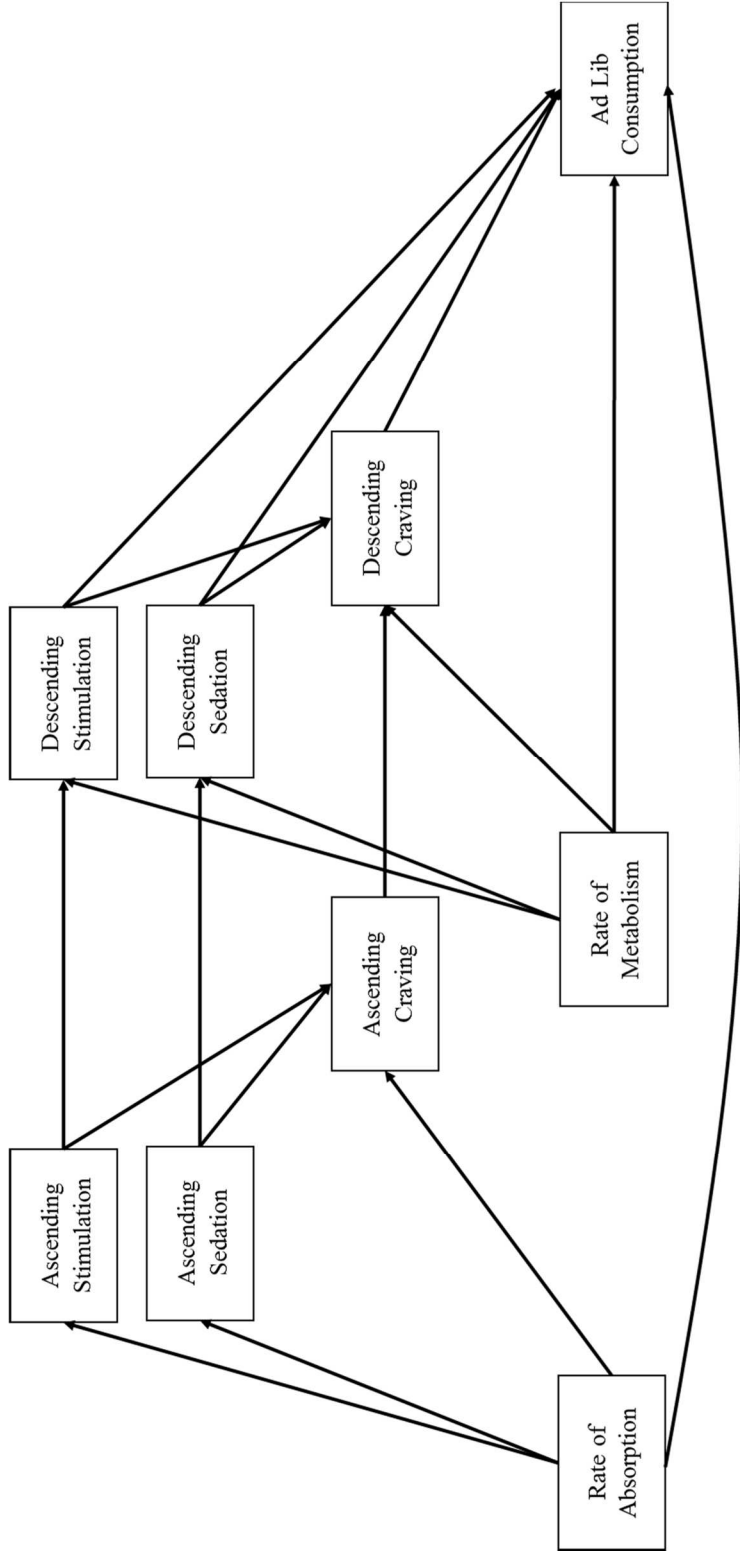 Ascending
Stimulation
Descending
Stimulation
Ascending
Sedation
Descending
Sedation
Ascending
Craving
Descending
Craving
Rate of
Absorption
Rate of
Metabolism
Ad Lib
Consumption